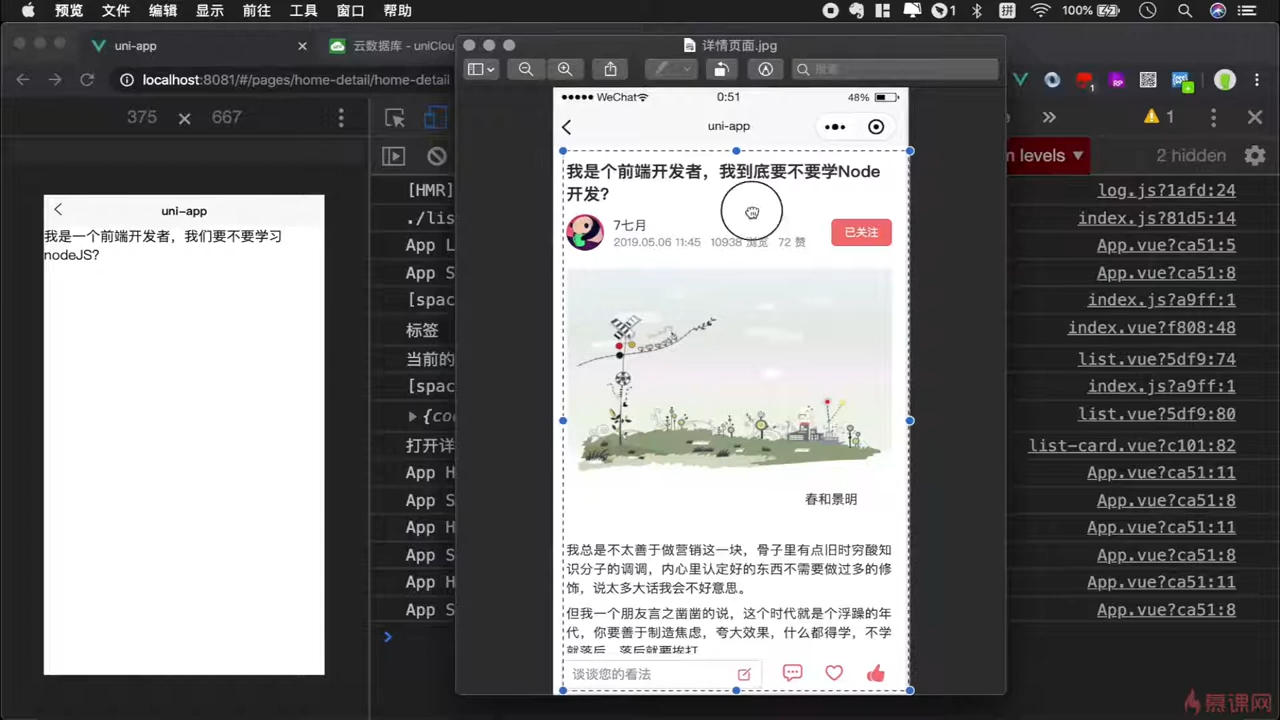 预览 文件 编辑 显示 前往 工具 窗口 帮助
1 拼 100%
uni-app
云数据库 - uniClou
详情页面.jpg
localhost:8081/#/pages/home-detail/home-detail
搜索
375 × 667
1
n levels ▼
2 hidden
uni-app
我是一个前端开发者，我们要不要学习
nodeJS?
WeChat 0:51 48%
uni-app
我是个前端开发者，我到底要不要学Node
开发?
7七月
2019.05.06 11:45 10938 浏览 72 赞
已关注
春和景明
我总是不太善于做营销这一块，骨子里有点旧时穷酸知
识分子的调调，内心里认定好的东西不需要做过多的修
饰，说太多大话我会不好意思。
但我一个朋友言之凿凿的说，这个时代就是个浮躁的年
代，你要善于制造焦虑，夸大效果，什么都得学，不学
就落后，落后就要挨打
谈谈您的看法
[HMR] log.js?1afd:24
./lis index.js?81d5:14
App L App.vue?ca51:5
App S App.vue?ca51:8
[spac index.js?a9ff:1
标签 index.vue?f808:48
当前的 list.vue?5df9:74
[spac index.js?a9ff:1
{co list.vue?5df9:80
打开详 list-card.vue?c101:82
App H App.vue?ca51:11
App S App.vue?ca51:8
App H App.vue?ca51:11
App S App.vue?ca51:8
App H App.vue?ca51:11
App S App.vue?ca51:8
慕课网